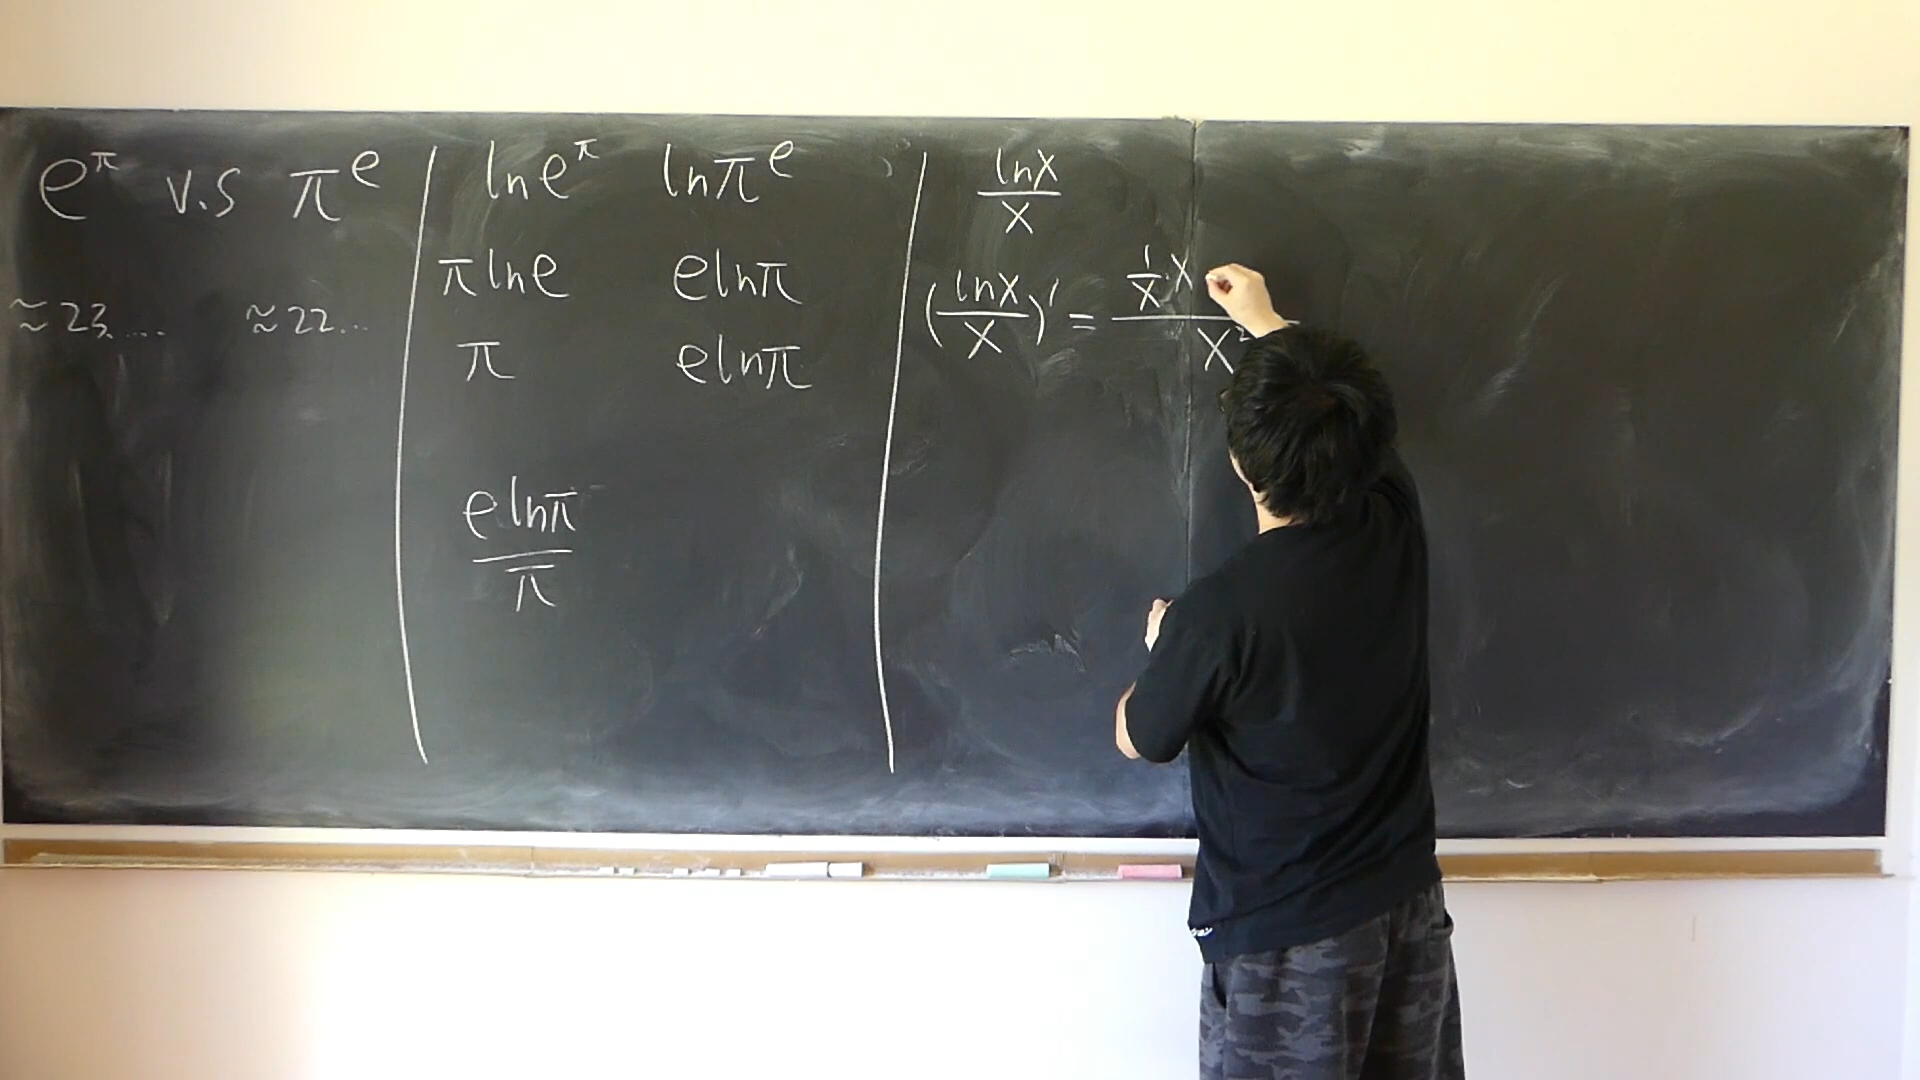 e^π v.s π^e
≈ 23.... ≈ 22...
ln e^π ln π^e
π ln e e ln π
π e ln π
e ln π / π
ln x / x
(ln x / x)' = 1/x · x / x²